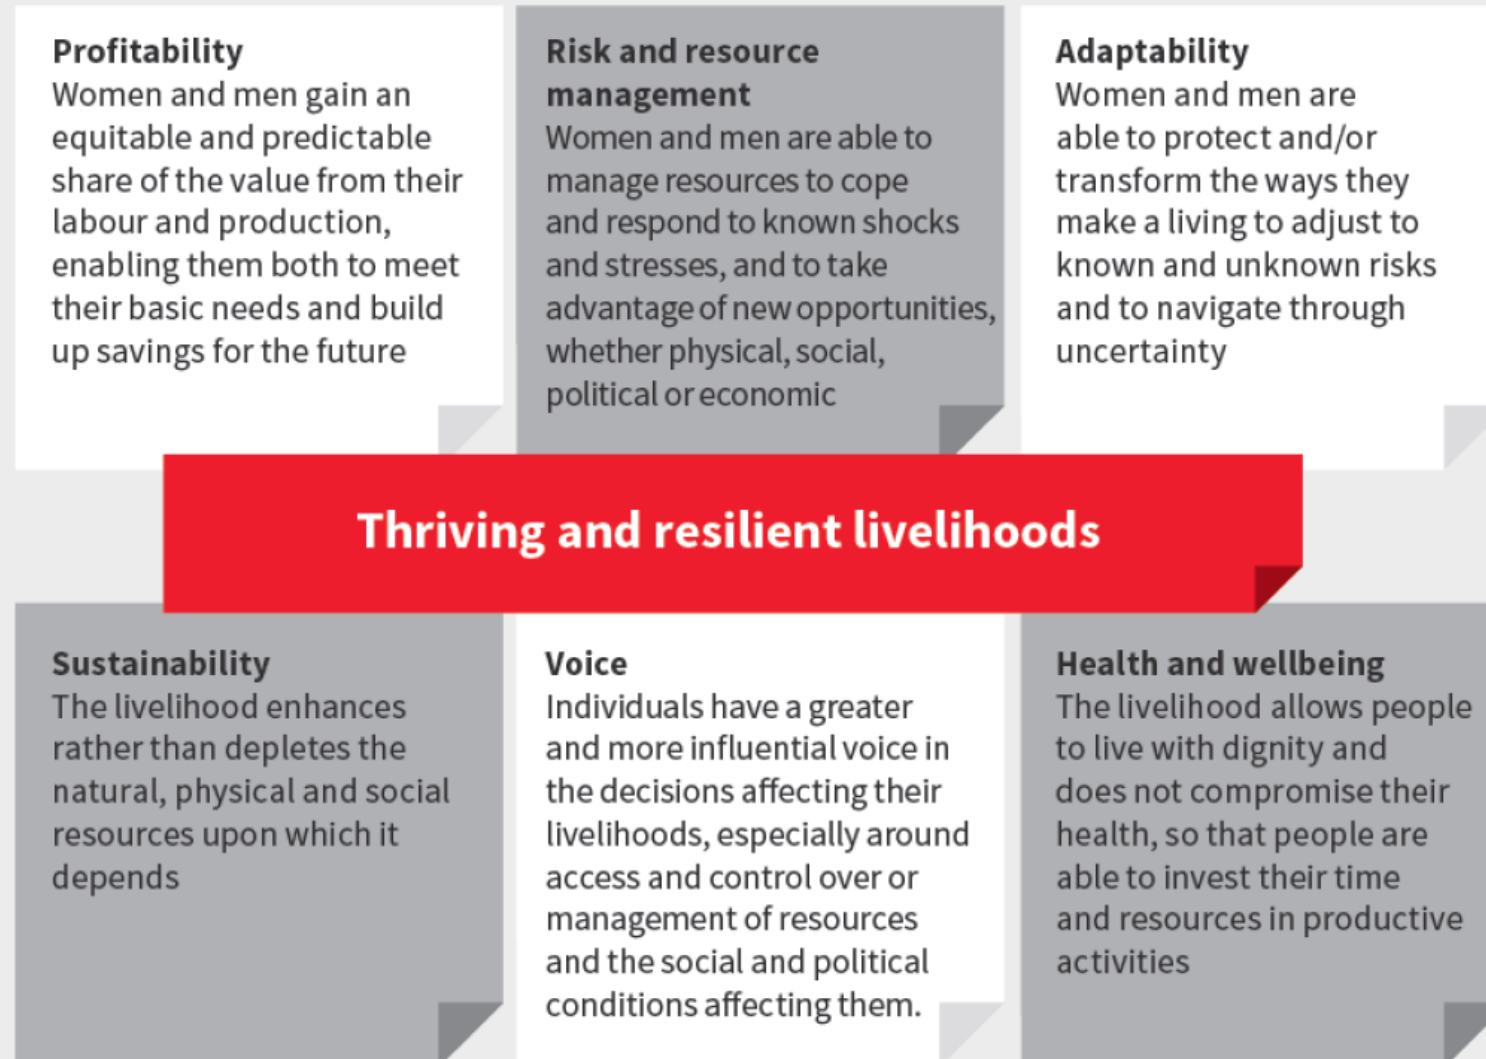 Profitability
Women and men gain an
equitable and predictable
share of the value from their
labour and production,
enabling them both to meet
their basic needs and build
up savings for the future
Risk and resource
management
Women and men are able to
manage resources to cope
and respond to known shocks
and stresses, and to take
advantage of new opportunities,
whether physical, social,
political or economic
Adaptability
Women and men are
able to protect and/or
transform the ways they
make a living to adjust to
known and unknown risks
and to navigate through
uncertainty
Thriving and resilient livelihoods
Sustainability
The livelihood enhances
rather than depletes the
natural, physical and social
resources upon which it
depends
Voice
Individuals have a greater
and more influential voice in
the decisions affecting their
livelihoods, especially around
access and control over or
management of resources
and the social and political
conditions affecting them.
Health and wellbeing
The livelihood allows people
to live with dignity and
does not compromise their
health, so that people are
able to invest their time
and resources in productive
activities